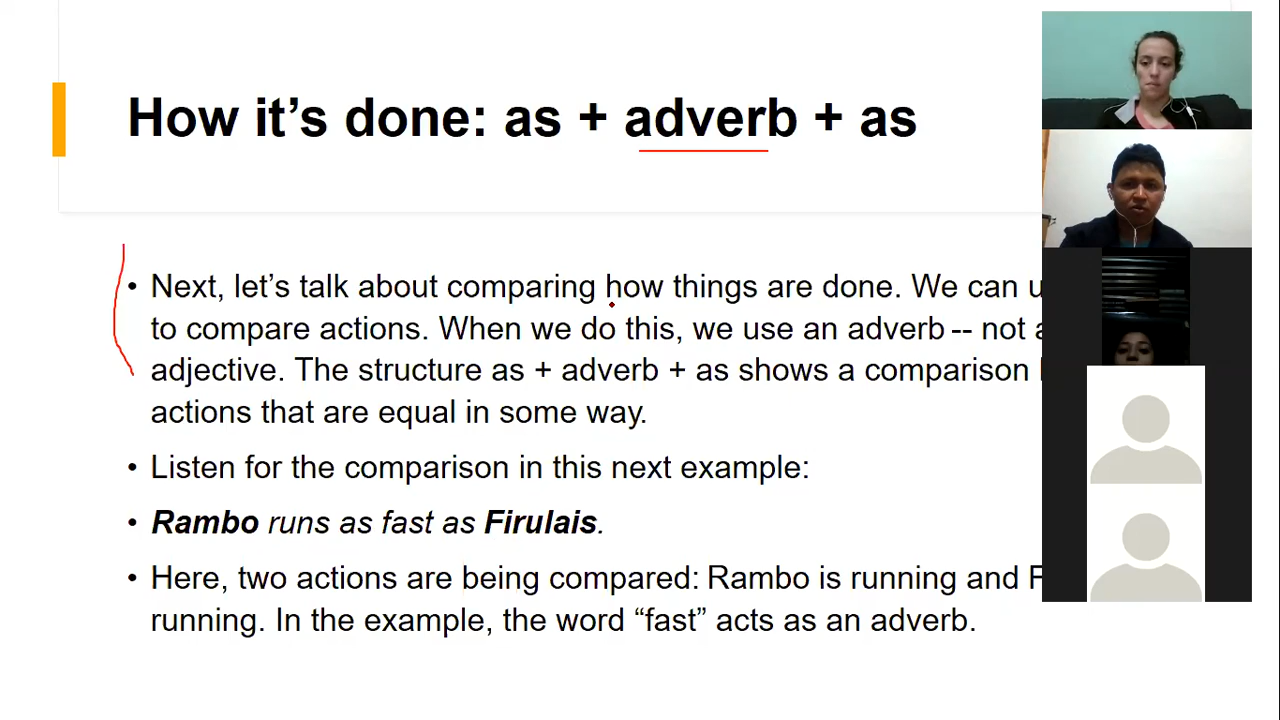 How it’s done: as + adverb + as
• Next, let’s talk about comparing how things are done. We can
to compare actions. When we do this, we use an adverb -- not
adjective. The structure as + adverb + as shows a comparison
actions that are equal in some way.
• Listen for the comparison in this next example:
• Rambo runs as fast as Firulais.
• Here, two actions are being compared: Rambo is running and
running. In the example, the word “fast” acts as an adverb.